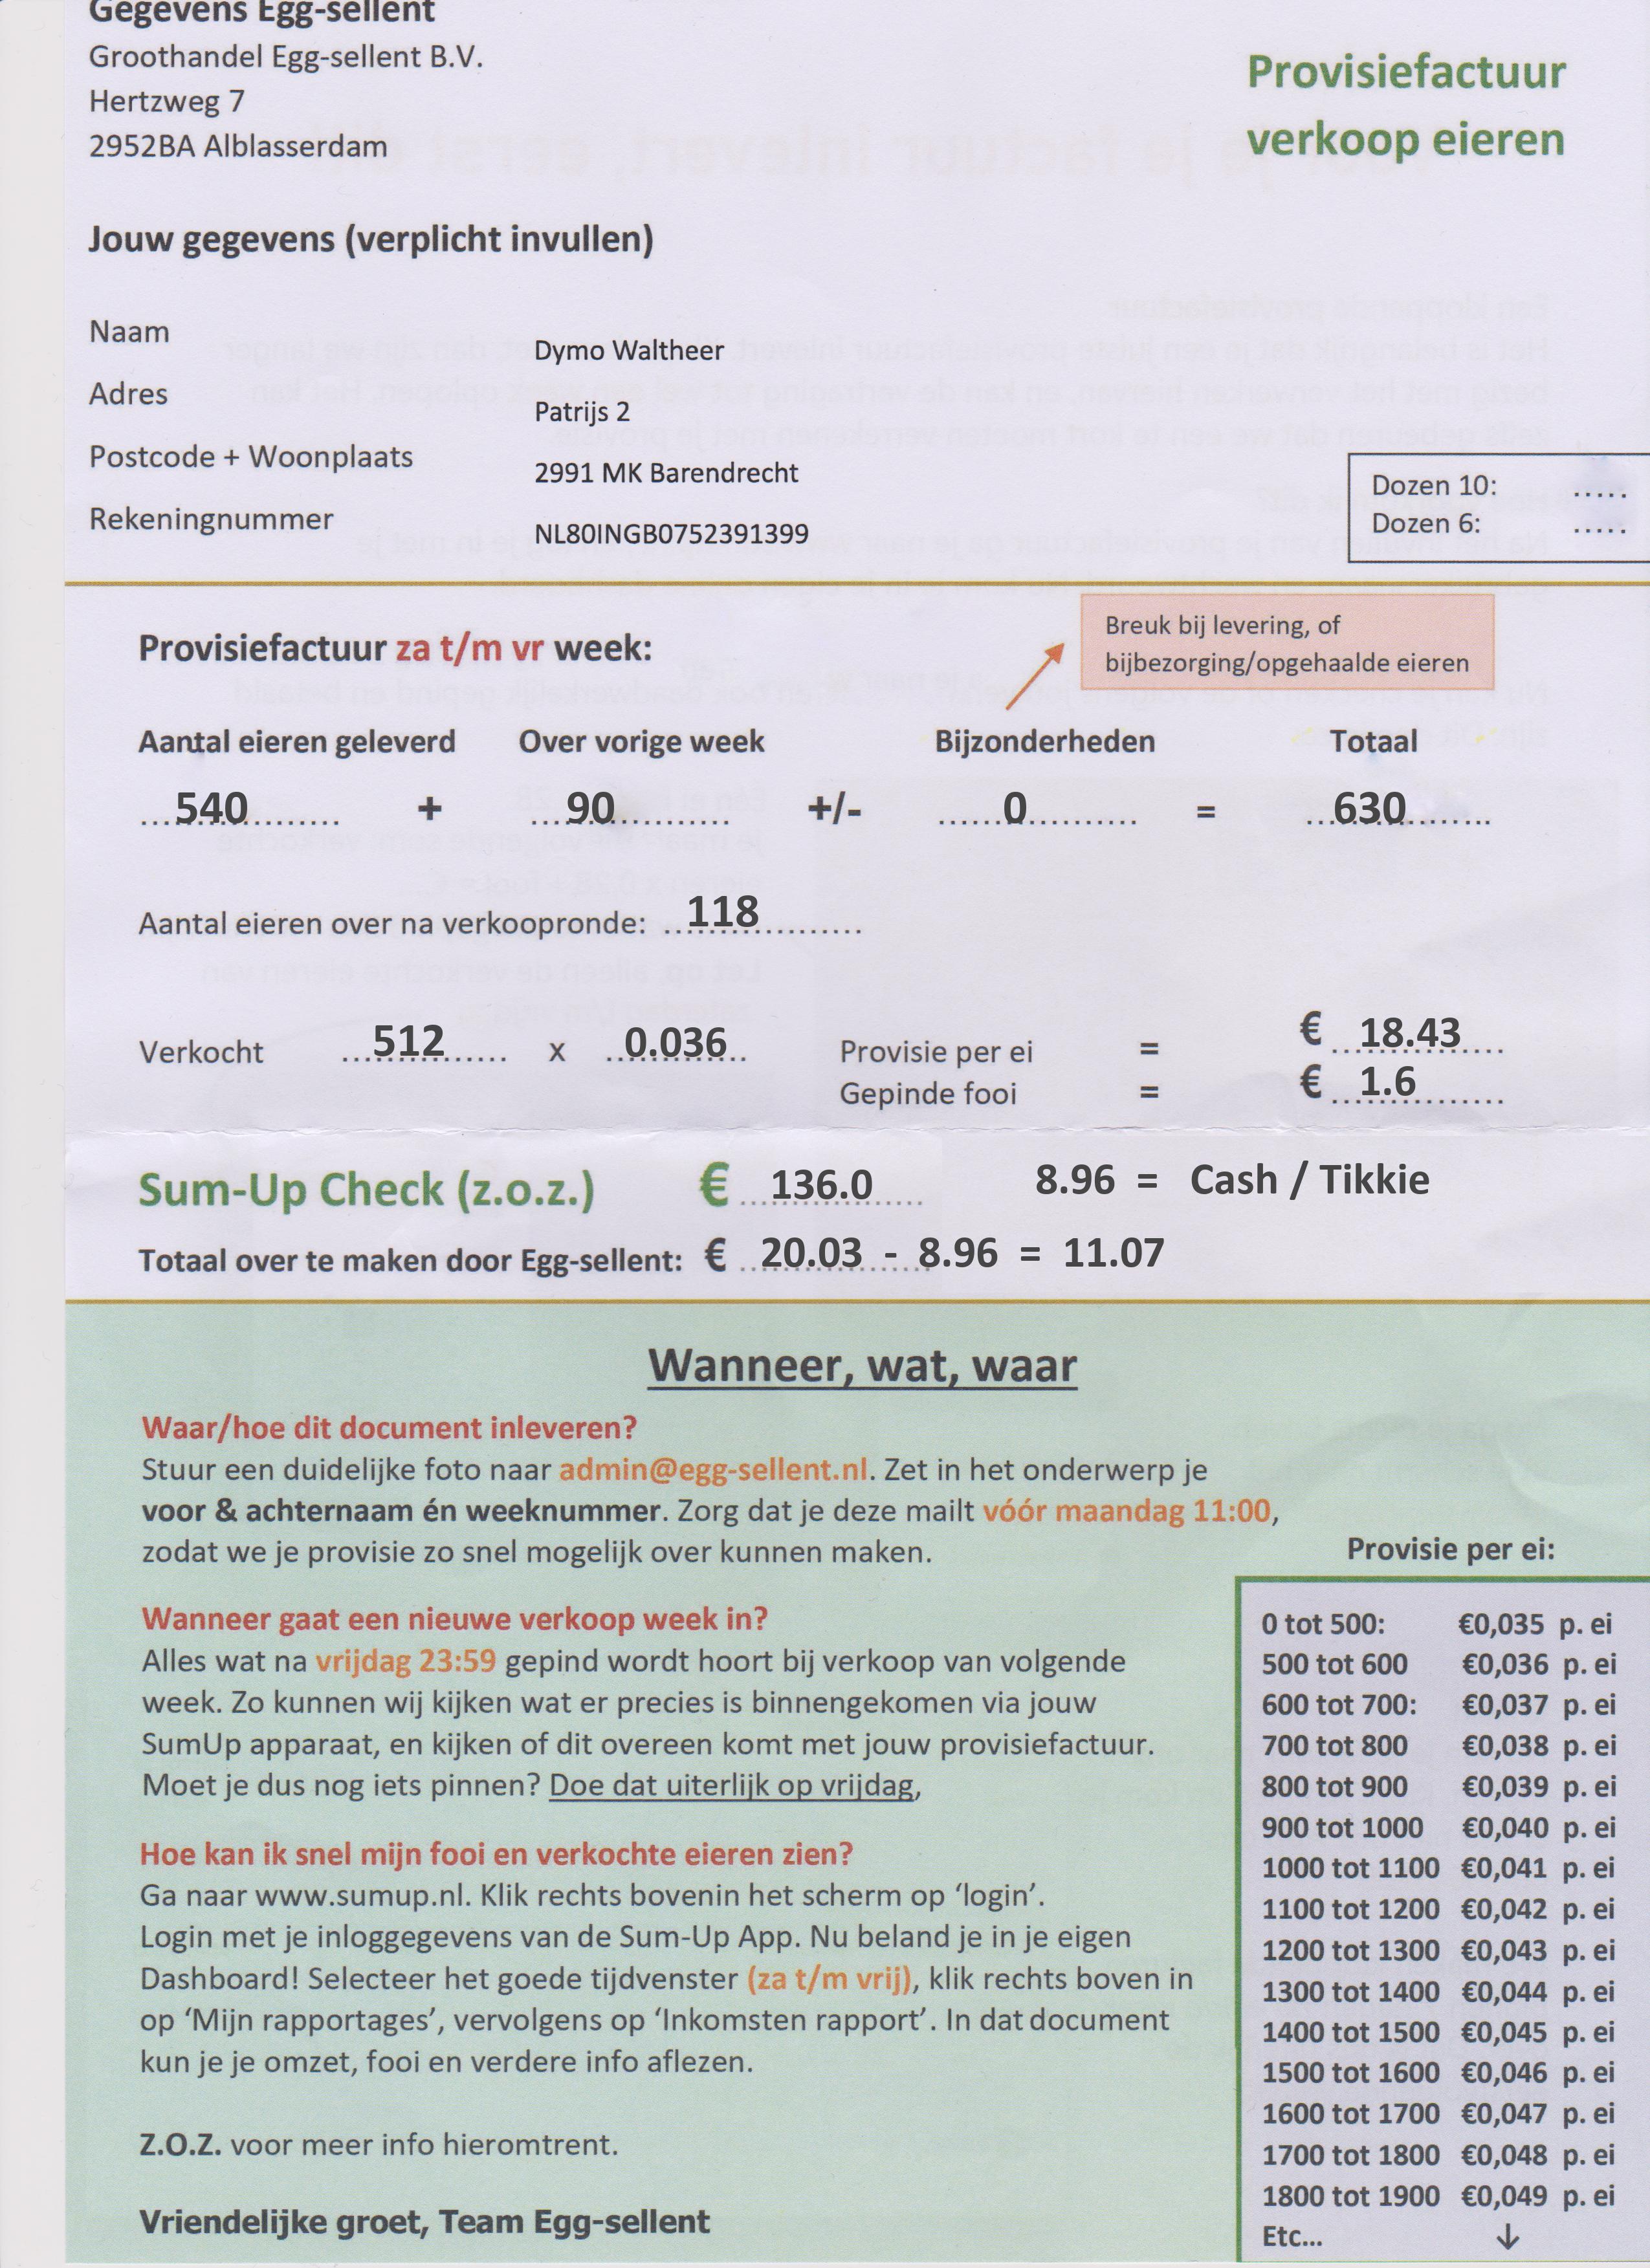 Gegevens Egg-sellent
Groothandel Egg-sellent B.V.
Hertzweg 7
2952BA Alblasserdam
Provisiefactuur
verkoop eieren
Jouw gegevens (verplicht invullen)
Naam Dymo Waltheer
Adres Patrijs 2
Postcode + Woonplaats 2991 MK Barendrecht
Rekeningnummer NL80INGB0752391399
Dozen 10: .....
Dozen 6: .....
Provisiefactuur za t/m vr week:
Breuk bij levering, of
bijbezorging/opgehaalde eieren
Aantal eieren geleverd Over vorige week Bijzonderheden Totaal
540 + 90 +/- 0 = 630
Aantal eieren over na verkoopronde: 118
Verkocht 512 x 0.036 Provisie per ei = € 18.43
Gepinde fooi = € 1.6
Sum-Up Check (z.o.z.) € 136.0 8.96 = Cash / Tikkie
Totaal over te maken door Egg-sellent: € 20.03 - 8.96 = 11.07
Wanneer, wat, waar
Waar/hoe dit document inleveren?
Stuur een duidelijke foto naar admin@egg-sellent.nl. Zet in het onderwerp je
voor & achternaam én weeknummer. Zorg dat je deze mailt vóór maandag 11:00,
zodat we je provisie zo snel mogelijk over kunnen maken.
Wanneer gaat een nieuwe verkoop week in?
Alles wat na vrijdag 23:59 gepind wordt hoort bij verkoop van volgende
week. Zo kunnen wij kijken wat er precies is binnengekomen via jouw
SumUp apparaat, en kijken of dit overeen komt met jouw provisiefactuur.
Moet je dus nog iets pinnen? Doe dat uiterlijk op vrijdag,
Hoe kan ik snel mijn fooi en verkochte eieren zien?
Ga naar www.sumup.nl. Klik rechts bovenin het scherm op ‘login’.
Login met je inloggegevens van de Sum-Up App. Nu beland je in je eigen
Dashboard! Selecteer het goede tijdvenster (za t/m vrij), klik rechts boven in
op ‘Mijn rapportages’, vervolgens op ‘Inkomsten rapport’. In dat document
kun je je omzet, fooi en verdere info aflezen.
Z.O.Z. voor meer info hieromtrent.
Vriendelijke groet, Team Egg-sellent
Provisie per ei:
0 tot 500: €0,035 p. ei
500 tot 600 €0,036 p. ei
600 tot 700: €0,037 p. ei
700 tot 800 €0,038 p. ei
800 tot 900 €0,039 p. ei
900 tot 1000 €0,040 p. ei
1000 tot 1100 €0,041 p. ei
1100 tot 1200 €0,042 p. ei
1200 tot 1300 €0,043 p. ei
1300 tot 1400 €0,044 p. ei
1400 tot 1500 €0,045 p. ei
1500 tot 1600 €0,046 p. ei
1600 tot 1700 €0,047 p. ei
1700 tot 1800 €0,048 p. ei
1800 tot 1900 €0,049 p. ei
Etc... ↓